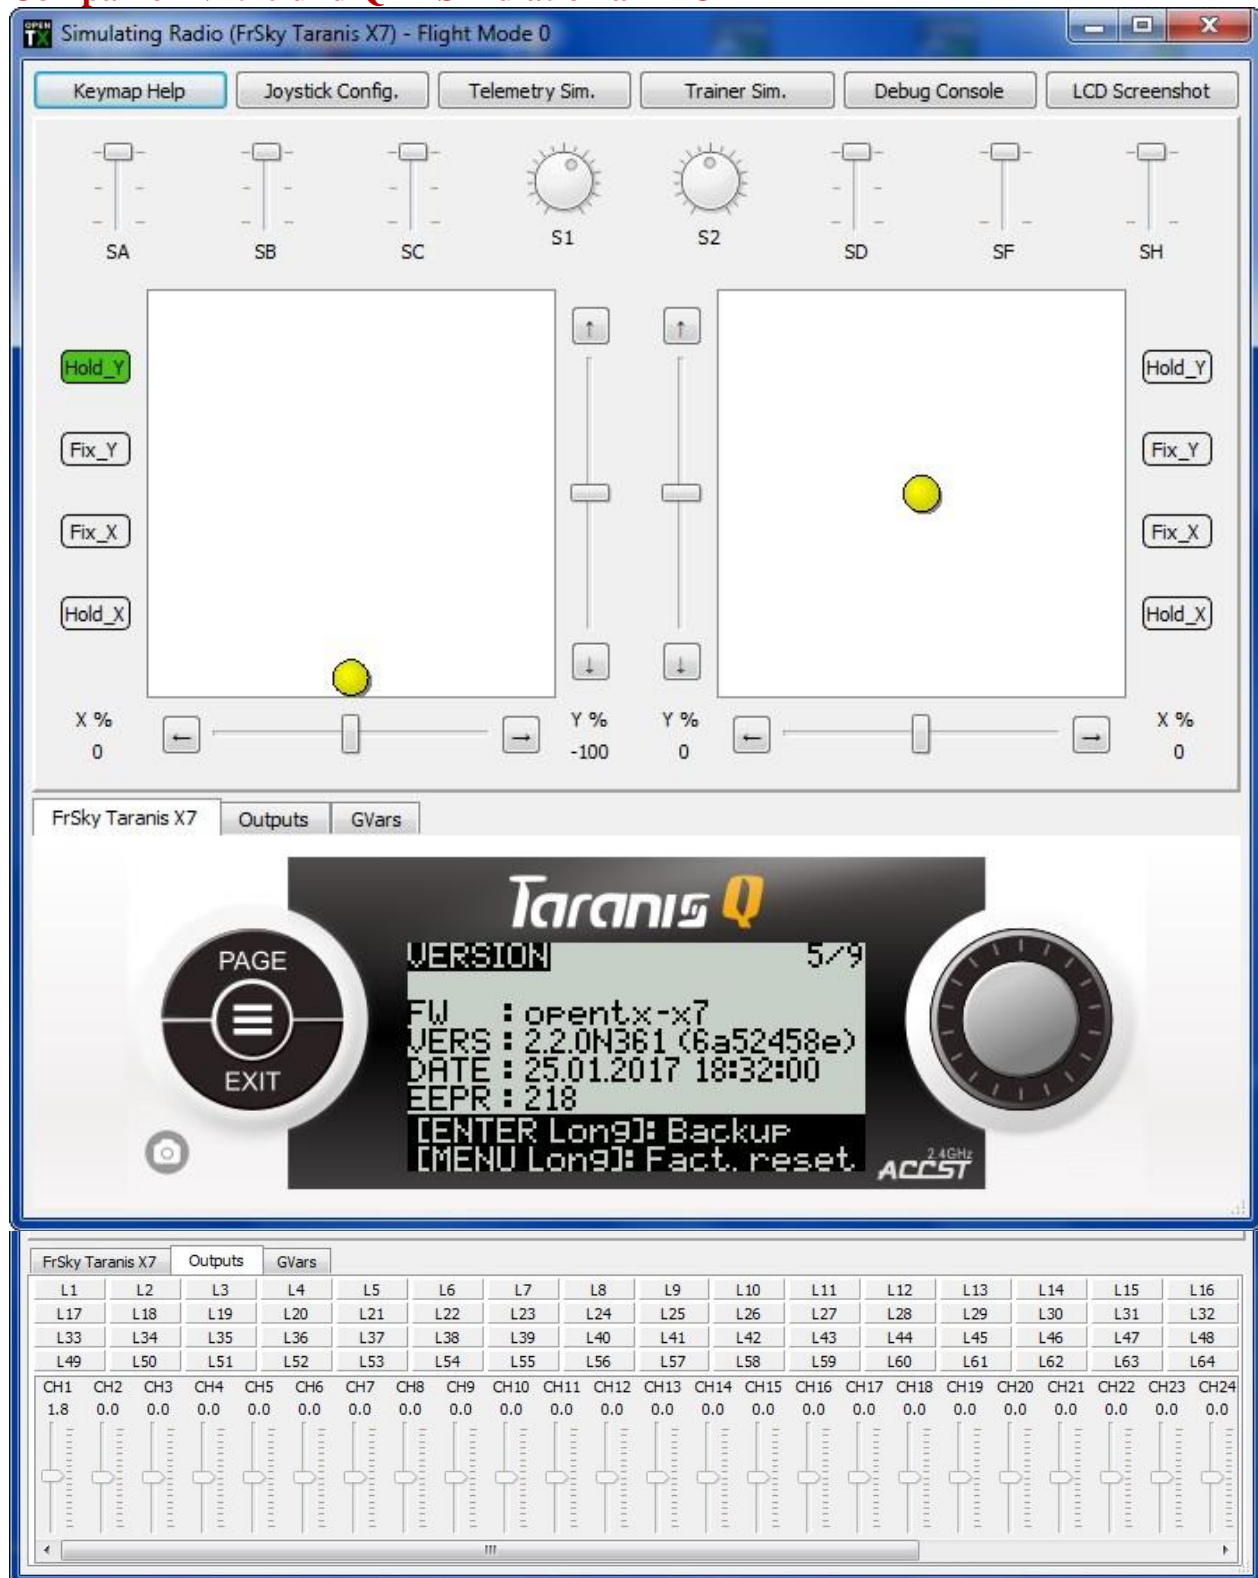 OPEN TX Simulating Radio (FrSky Taranis X7) - Flight Mode 0
Keymap Help Joystick Config. Telemetry Sim. Trainer Sim. Debug Console LCD Screenshot
SA SB SC S1 S2 SD SF SH
Hold_Y ↑ ↑ Hold_Y
Fix_Y Fix_Y
Fix_X Fix_X
Hold_X ↓ ↓ Hold_X
X % ← → Y % Y % ← → X %
0 -100 0 0
FrSky Taranis X7 Outputs GVars
Taranis Q
PAGE
EXIT
VERSION 5/9
FW : opentx-x7
VERS : 2.2.0N361 (6a52458e)
DATE : 25.01.2017 18:32:00
EEPR : 218
[ENTER Long]: Backup
[MENU Long]: Fact. reset
2.4GHz
ACCST
FrSky Taranis X7 Outputs GVars
L1 L2 L3 L4 L5 L6 L7 L8 L9 L10 L11 L12 L13 L14 L15 L16
L17 L18 L19 L20 L21 L22 L23 L24 L25 L26 L27 L28 L29 L30 L31 L32
L33 L34 L35 L36 L37 L38 L39 L40 L41 L42 L43 L44 L45 L46 L47 L48
L49 L50 L51 L52 L53 L54 L55 L56 L57 L58 L59 L60 L61 L62 L63 L64
CH1 CH2 CH3 CH4 CH5 CH6 CH7 CH8 CH9 CH10 CH11 CH12 CH13 CH14 CH15 CH16 CH17 CH18 CH19 CH20 CH21 CH22 CH23 CH24
1.8 0.0 0.0 0.0 0.0 0.0 0.0 0.0 0.0 0.0 0.0 0.0 0.0 0.0 0.0 0.0 0.0 0.0 0.0 0.0 0.0 0.0 0.0 0.0